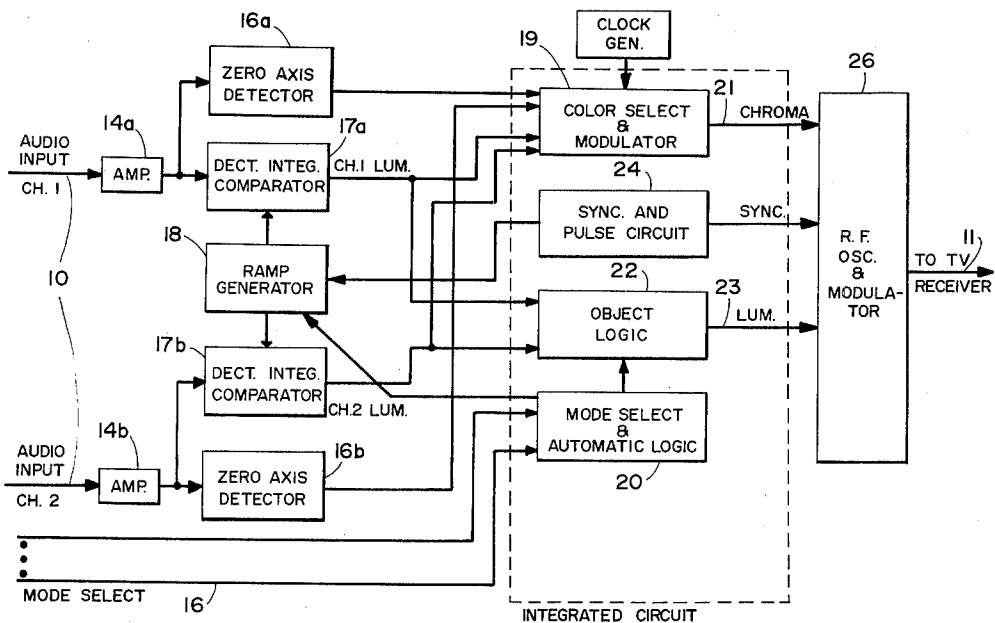 CLOCK
GEN.
16a
ZERO AXIS
DETECTOR
19
COLOR SELECT
&
MODULATOR
21
CHROMA
26
14a
AUDIO
INPUT
AMP.
CH. 1
17a
DECT. INTEG.
COMPARATOR
CH.1 LUM.
24
SYNC. AND
PULSE CIRCUIT
SYNC.
18
RAMP
GENERATOR
10
R. F.
OSC.
&
MODULA-
TOR
TO TV
11
RECEIVER
22
OBJECT
LOGIC
23
LUM.
17b
DECT. INTEG.
COMPARATOR
CH.2 LUM.
MODE SELECT
&
AUTOMATIC LOGIC
20
14b
AUDIO
INPUT
AMP.
CH. 2
16b
ZERO AXIS
DETECTOR
MODE SELECT
16
INTEGRATED CIRCUIT